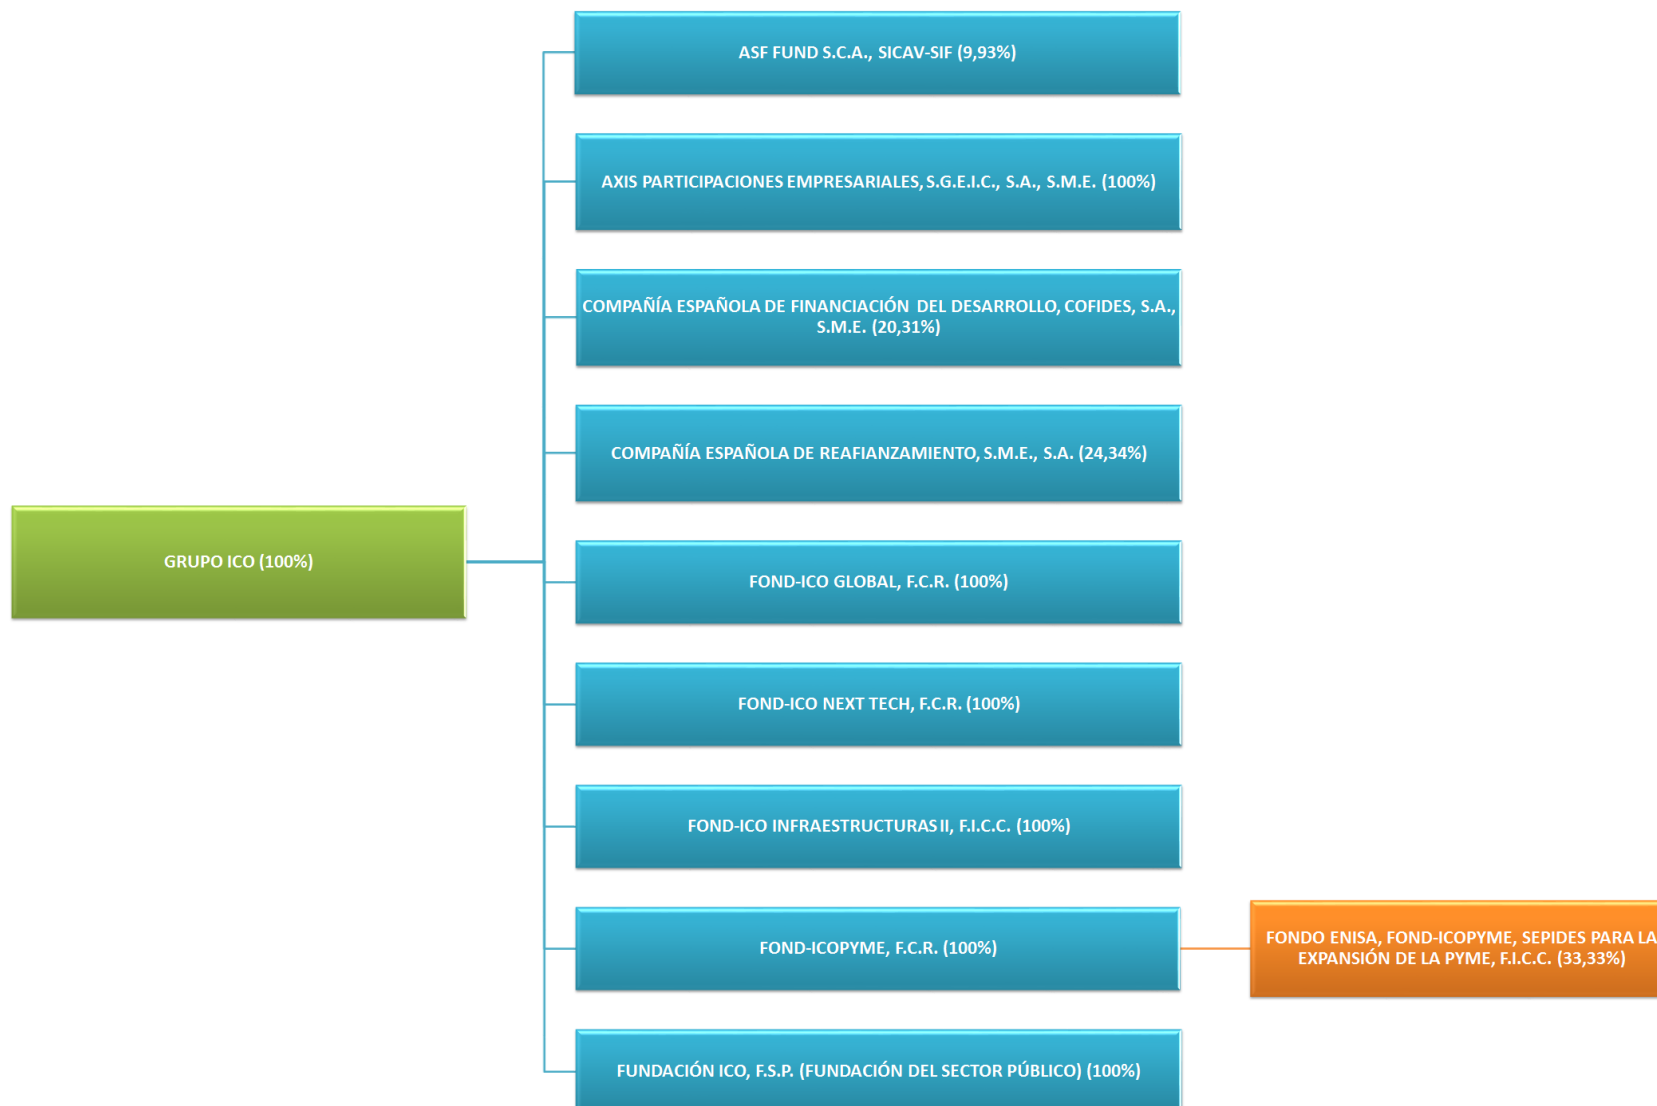 ASF FUND S.C.A., SICAV-SIF (9,93%)
AXIS PARTICIPACIONES EMPRESARIALES, S.G.E.I.C., S.A., S.M.E. (100%)
COMPAÑÍA ESPAÑOLA DE FINANCIACIÓN DEL DESARROLLO, COFIDES, S.A.,
S.M.E. (20,31%)
COMPAÑÍA ESPAÑOLA DE REAFIANZAMIENTO, S.M.E., S.A. (24,34%)
GRUPO ICO (100%)
FOND-ICO GLOBAL, F.C.R. (100%)
FOND-ICO NEXT TECH, F.C.R. (100%)
FOND-ICO INFRAESTRUCTURAS II, F.I.C.C. (100%)
FOND-ICOPYME, F.C.R. (100%)
FONDO ENISA, FOND-ICOPYME, SEPIDES PARA LA
EXPANSIÓN DE LA PYME, F.I.C.C. (33,33%)
FUNDACIÓN ICO, F.S.P. (FUNDACIÓN DEL SECTOR PÚBLICO) (100%)